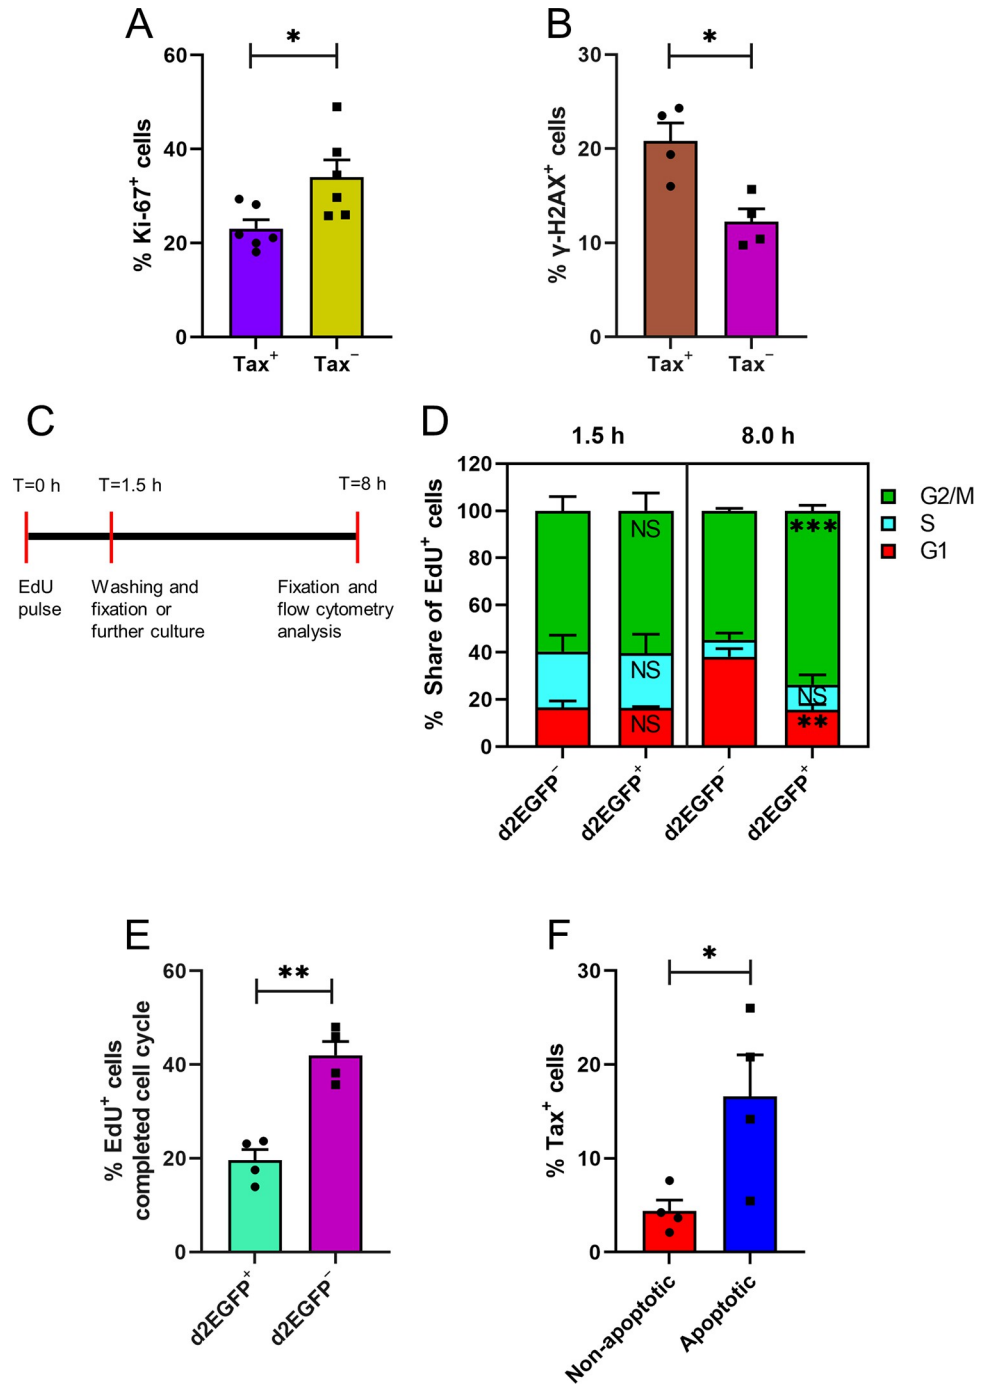 A
*
% Ki-67⁺ cells
60
40
20
0
Tax⁺ Tax⁻
B
*
% γ-H2AX⁺ cells
30
20
10
0
Tax⁺ Tax⁻
C
T=0 h T=1.5 h T=8 h
EdU
pulse
Washing and
fixation or
further culture
Fixation and
flow cytometry
analysis
D
1.5 h 8.0 h
% Share of EdU⁺ cells
120
100
80
60
40
20
0
NS
NS
NS
***
NS
**
d2EGFP⁻ d2EGFP⁺ d2EGFP⁻ d2EGFP⁺
G2/M
S
G1
E
**
% EdU⁺ cells
completed cell cycle
60
40
20
0
d2EGFP⁺ d2EGFP⁻
F
*
% Tax⁺ cells
30
20
10
0
Non-apoptotic Apoptotic